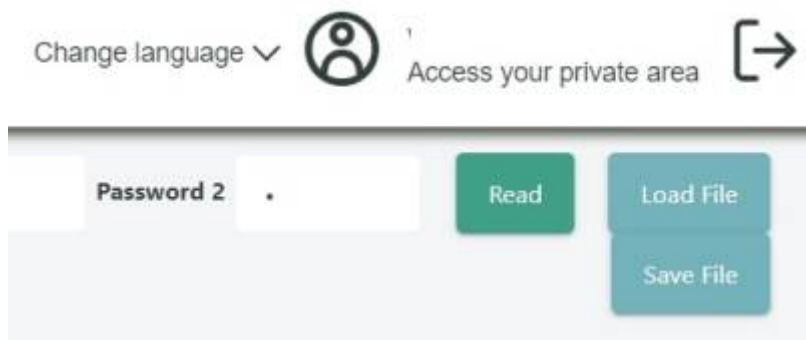 Change language
Access your private area
Password 2 .
Read
Load File
Save File